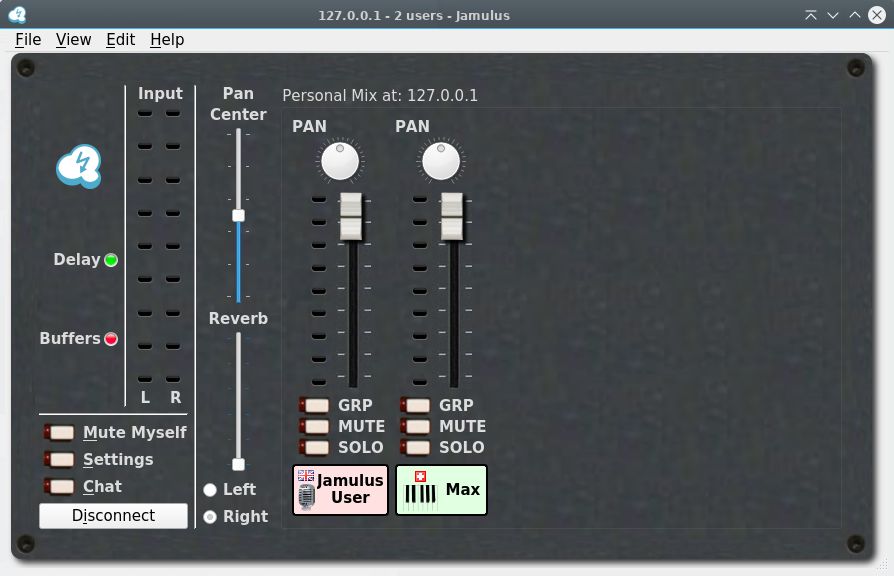 127.0.0.1 - 2 users - Jamulus
File View Edit Help
Input
L R
Delay
Buffers
Mute Myself
Settings
Chat
Disconnect
Pan
Center
Reverb
Left
Right
Personal Mix at: 127.0.0.1
PAN PAN
GRP GRP
MUTE MUTE
SOLO SOLO
Jamulus
User
Max